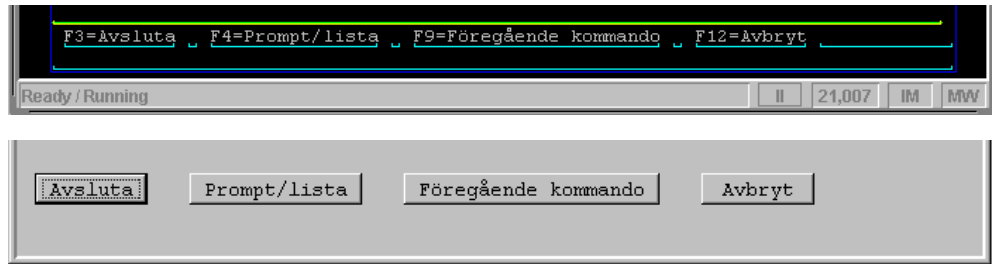 F3=Avsluta F4=Prompt/lista F9=Föregående kommando F12=Avbryt
Ready / Running II 21,007 IM MW
Avsluta Prompt/lista Föregående kommando Avbryt